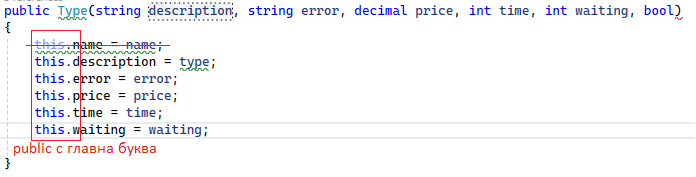 public Type(string description, string error, decimal price, int time, int waiting, bool)
{
this.name = name;
this.description = type;
this.error = error;
this.price = price;
this.time = time;
this.waiting = waiting;
public с главна буква
}